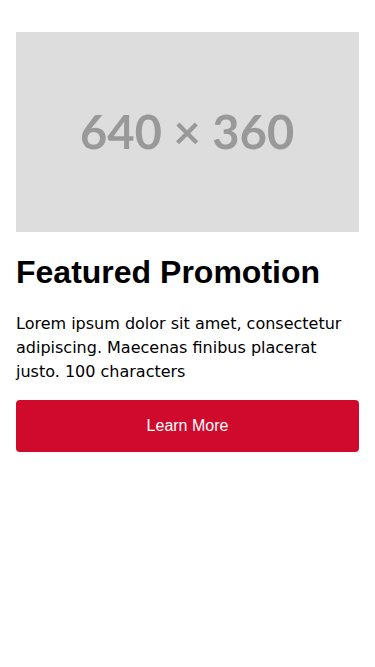 640 × 360
Featured Promotion
Lorem ipsum dolor sit amet, consectetur
adipiscing. Maecenas finibus placerat
justo. 100 characters
Learn More